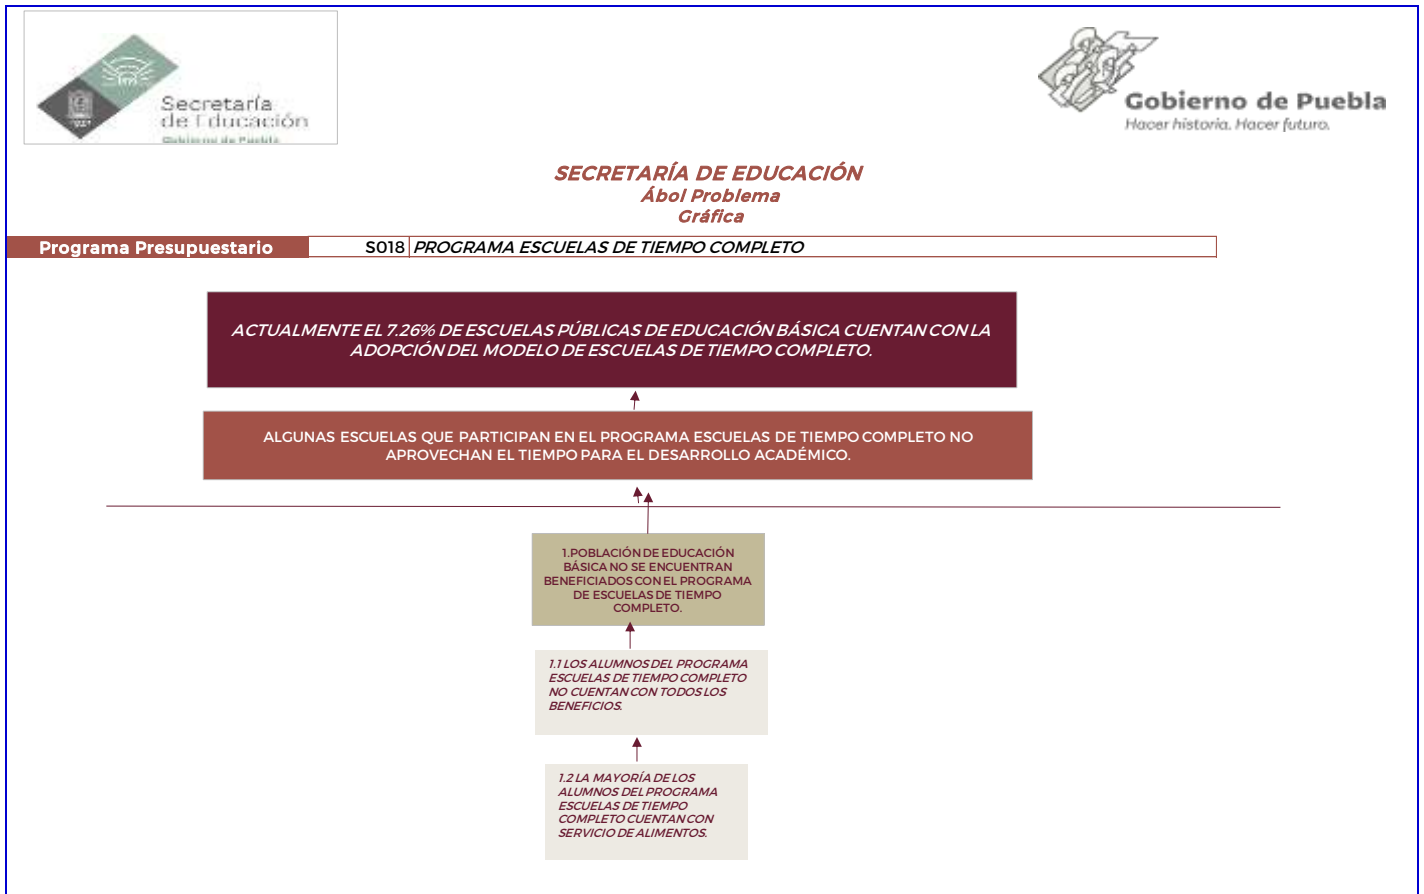 Secretaría
de Educación
Gobierno de Puebla
Gobierno de Puebla
Hacer historia. Hacer futuro.
SECRETARÍA DE EDUCACIÓN
Ábol Problema
Gráfica
Programa Presupuestario S018 PROGRAMA ESCUELAS DE TIEMPO COMPLETO
ACTUALMENTE EL 7.26% DE ESCUELAS PÚBLICAS DE EDUCACIÓN BÁSICA CUENTAN CON LA
ADOPCIÓN DEL MODELO DE ESCUELAS DE TIEMPO COMPLETO.
ALGUNAS ESCUELAS QUE PARTICIPAN EN EL PROGRAMA ESCUELAS DE TIEMPO COMPLETO NO
APROVECHAN EL TIEMPO PARA EL DESARROLLO ACADÉMICO.
1.POBLACIÓN DE EDUCACIÓN
BÁSICA NO SE ENCUENTRAN
BENEFICIADOS CON EL PROGRAMA
DE ESCUELAS DE TIEMPO
COMPLETO.
1.1 LOS ALUMNOS DEL PROGRAMA
ESCUELAS DE TIEMPO COMPLETO
NO CUENTAN CON TODOS LOS
BENEFICIOS.
1.2 LA MAYORÍA DE LOS
ALUMNOS DEL PROGRAMA
ESCUELAS DE TIEMPO
COMPLETO CUENTAN CON
SERVICIO DE ALIMENTOS.